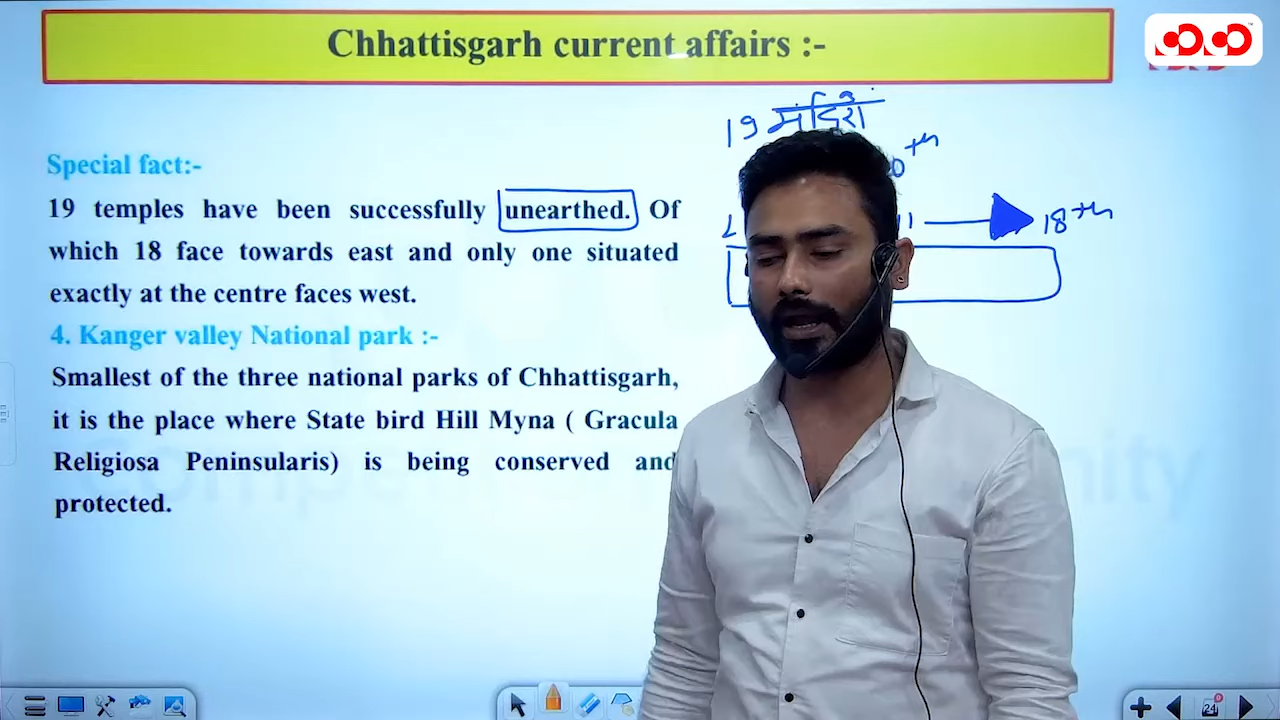 Chhattisgarh current affairs :-
19 मंदिरों
Special fact:-
19 temples have been successfully unearthed. Of
18th
which 18 face towards east and only one situated
exactly at the centre faces west.
4. Kanger valley National park :-
Smallest of the three national parks of Chhattisgarh,
it is the place where State bird Hill Myna ( Gracula
Religiosa Peninsularis) is being conserved and
protected.
24